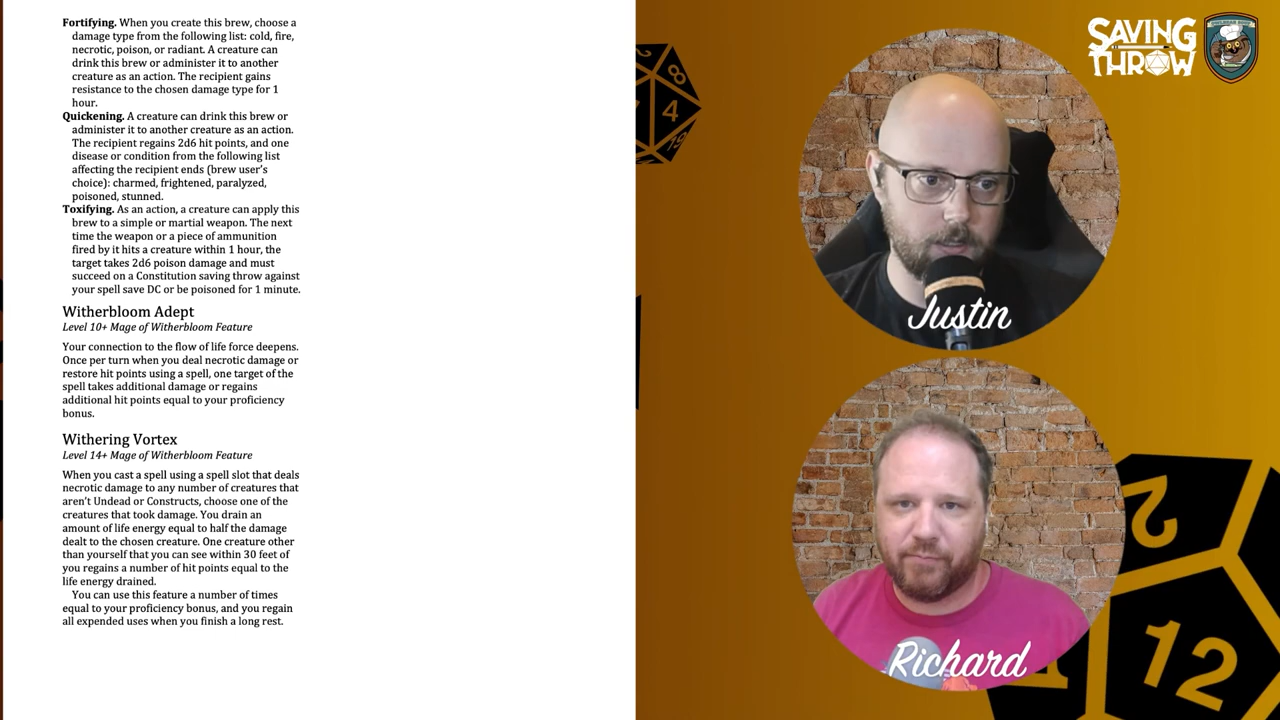 Fortifying. When you create this brew, choose a
damage type from the following list: cold, fire,
necrotic, poison, or radiant. A creature can
drink this brew or administer it to another
creature as an action. The recipient gains
resistance to the chosen damage type for 1
hour.
Quickening. A creature can drink this brew or
administer it to another creature as an action.
The recipient regains 2d6 hit points, and one
disease or condition from the following list
affecting the recipient ends (brew user's
choice): charmed, frightened, paralyzed,
poisoned, stunned.
Toxifying. As an action, a creature can apply this
brew to a simple or martial weapon. The next
time the weapon or a piece of ammunition
fired by it hits a creature within 1 hour, the
target takes 2d6 poison damage and must
succeed on a Constitution saving throw against
your spell save DC or be poisoned for 1 minute.
Witherbloom Adept
Level 10+ Mage of Witherbloom Feature
Your connection to the flow of life force deepens.
Once per turn when you deal necrotic damage or
restore hit points using a spell, one target of the
spell takes additional damage or regains
additional hit points equal to your proficiency
bonus.
Withering Vortex
Level 14+ Mage of Witherbloom Feature
When you cast a spell using a spell slot that deals
necrotic damage to any number of creatures that
aren't Undead or Constructs, choose one of the
creatures that took damage. You drain an
amount of life energy equal to half the damage
dealt to the chosen creature. One creature other
than yourself that you can see within 30 feet of
you regains a number of hit points equal to the
life energy drained.
You can use this feature a number of times
equal to your proficiency bonus, and you regain
all expended uses when you finish a long rest.
SAVING
THROW
8
4
19
Justin
Richard
2
12